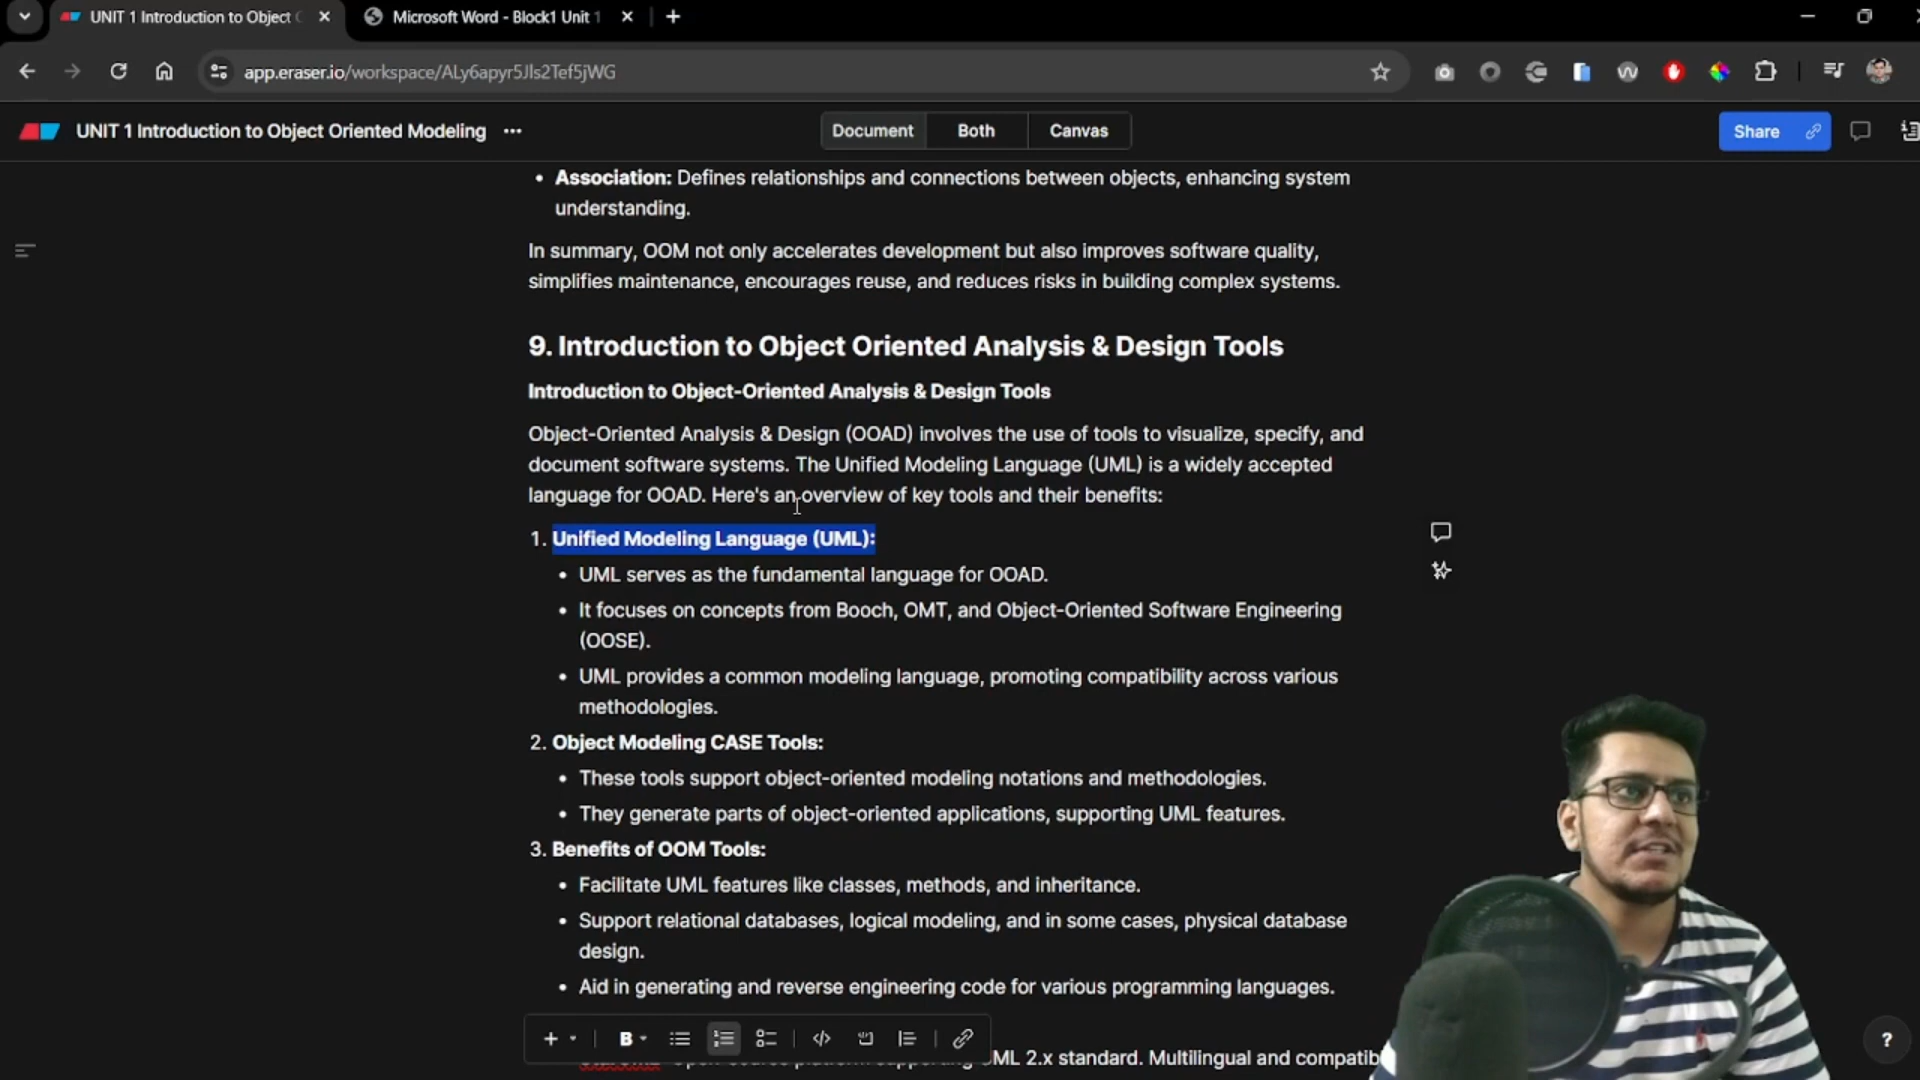 UNIT 1 Introduction to Object
Microsoft Word - Block1 Unit 1
app.eraser.io/workspace/ALy6apyr5Jls2Tef5jWG
UNIT 1 Introduction to Object Oriented Modeling
Document
Both
Canvas
Share
• Association: Defines relationships and connections between objects, enhancing system
understanding.
In summary, OOM not only accelerates development but also improves software quality,
simplifies maintenance, encourages reuse, and reduces risks in building complex systems.
9. Introduction to Object Oriented Analysis & Design Tools
Introduction to Object-Oriented Analysis & Design Tools
Object-Oriented Analysis & Design (OOAD) involves the use of tools to visualize, specify, and
document software systems. The Unified Modeling Language (UML) is a widely accepted
language for OOAD. Here's an overview of key tools and their benefits:
1. Unified Modeling Language (UML):
• UML serves as the fundamental language for OOAD.
• It focuses on concepts from Booch, OMT, and Object-Oriented Software Engineering
(OOSE).
• UML provides a common modeling language, promoting compatibility across various
methodologies.
2. Object Modeling CASE Tools:
• These tools support object-oriented modeling notations and methodologies.
• They generate parts of object-oriented applications, supporting UML features.
3. Benefits of OOM Tools:
• Facilitate UML features like classes, methods, and inheritance.
• Support relational databases, logical modeling, and in some cases, physical database
design.
• Aid in generating and reverse engineering code for various programming languages.
B
UML 2.x standard. Multilingual and
?